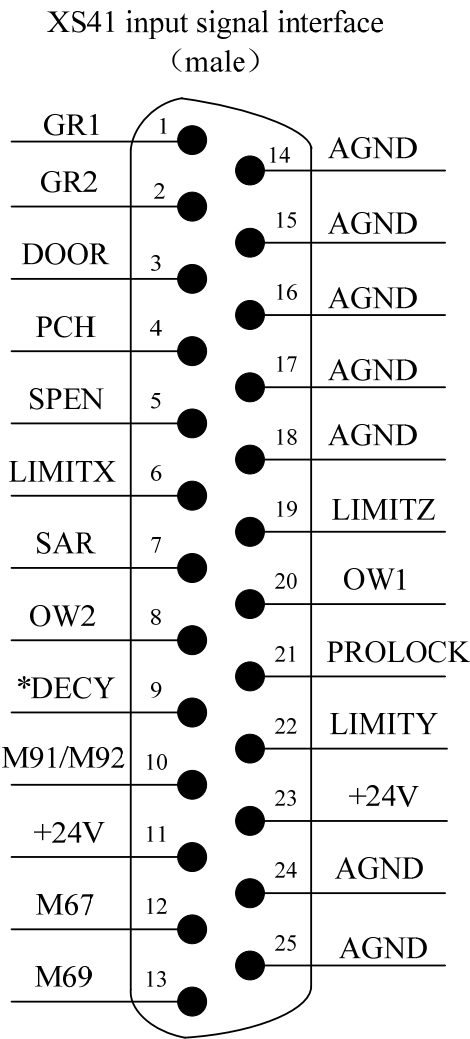 XS41 input signal interface
（male）
GR1 1
14 AGND
GR2 2
15 AGND
DOOR 3
16 AGND
PCH 4
17 AGND
SPEN 5
18 AGND
LIMITX 6
19 LIMITZ
SAR 7
20 OW1
OW2 8
21 PROLOCK
*DECY 9
22 LIMITY
M91/M92 10
23 +24V
+24V 11
24 AGND
M67 12
25 AGND
M69 13